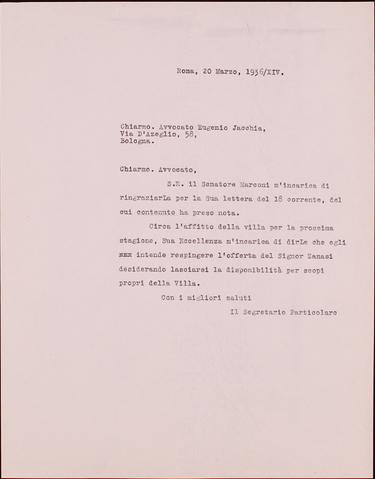 Roma, 20 Marzo, 1936/XIV.
Chiarmo. Avvocato Eugenio Jacchia,
Via D'Azeglio, 58,
Bologna.
Chiarmo. Avvocato,
S.E. il Senatore Marconi m'incarica di
ringraziarLa per la Sua lettera del 18 corrente, del
cui contenuto ha preso nota.
Circa l'affitto della villa per la prossima
stagione, Sua Eccellenza m'incarica di dirLe che egli
intende respingere l'offerta del Signor Zanasi
desiderando lasciarsi la disponibilità per scopi
propri della Villa.
Con i migliori saluti
Il Segretario Particolare